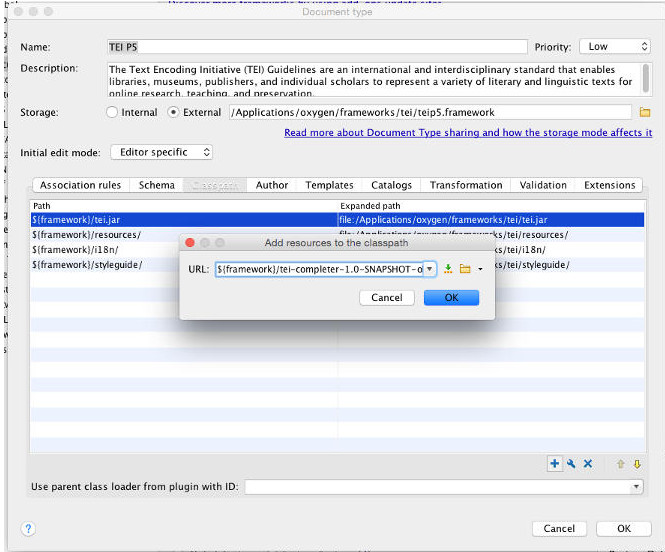 Document type
Name: TEI P5 Priority: Low
Description: The Text Encoding Initiative (TEI) Guidelines are an international and interdisciplinary standard that enables
libraries, museums, publishers, and individual scholars to represent a variety of literary and linguistic texts for
online research, teaching, and preservation.
Storage: Internal External /Applications/oxygen/frameworks/tei/teip5.framework
Read more about Document Type sharing and how the storage mode affects it
Initial edit mode: Editor specific
Association rules Schema Classpath Author Templates Catalogs Transformation Validation Extensions
Path Expanded path
${framework}/tei.jar file:/Applications/oxygen/frameworks/tei/tei.jar
${framework}/resources/ file:/Applications/oxygen/frameworks/tei/resources/
${framework}/i18n/ /tei/i18n/
${framework}/styleguide/ /tei/styleguide/
Add resources to the classpath
URL: ${framework}/tei-completer-1.0-SNAPSHOT-o
Cancel OK
Use parent class loader from plugin with ID:
? Cancel OK